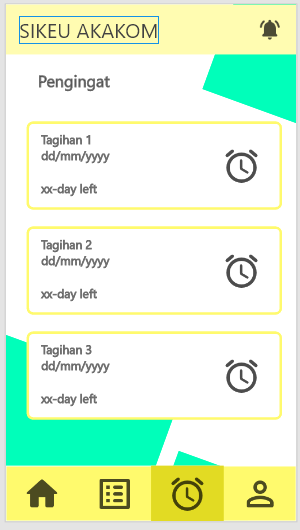 SIKEU AKAKOM
Pengingat
Tagihan 1
dd/mm/yyyy
xx-day left
Tagihan 2
dd/mm/yyyy
xx-day left
Tagihan 3
dd/mm/yyyy
xx-day left